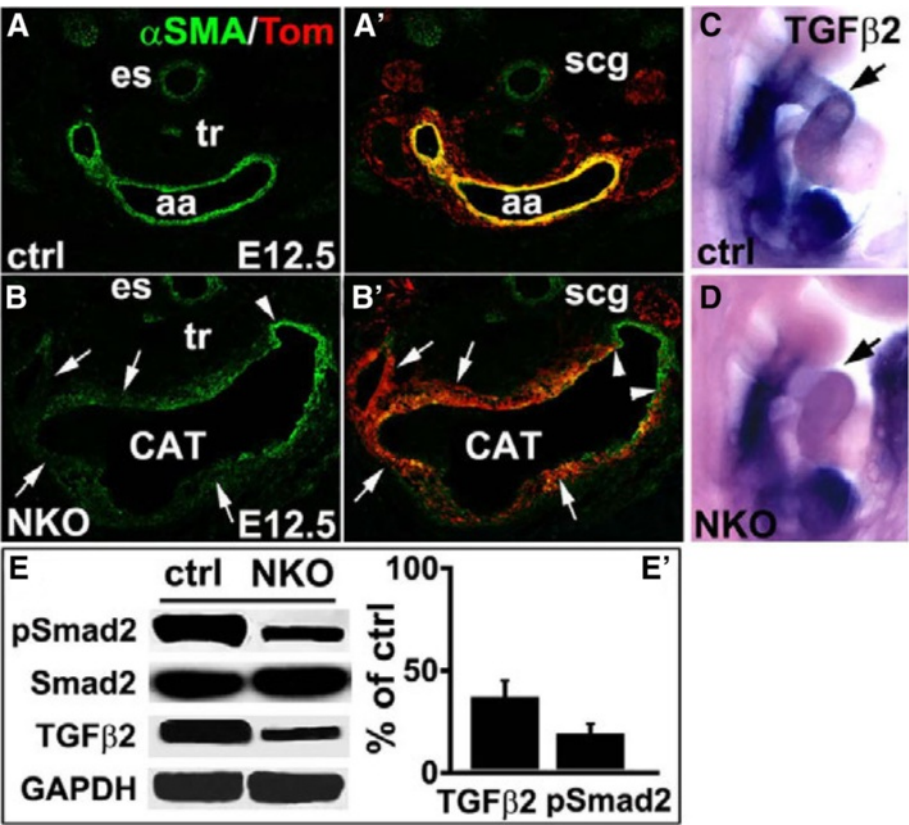 A αSMA/Tom
es
tr
aa
ctrl E12.5
A’
scg
aa
C TGFβ2
ctrl
B es
tr
CAT
NKO E12.5
B’ scg
CAT
D
NKO
E
ctrl NKO
pSmad2
Smad2
TGFβ2
GAPDH
E’
% of ctrl
100
50
0
TGFβ2 pSmad2